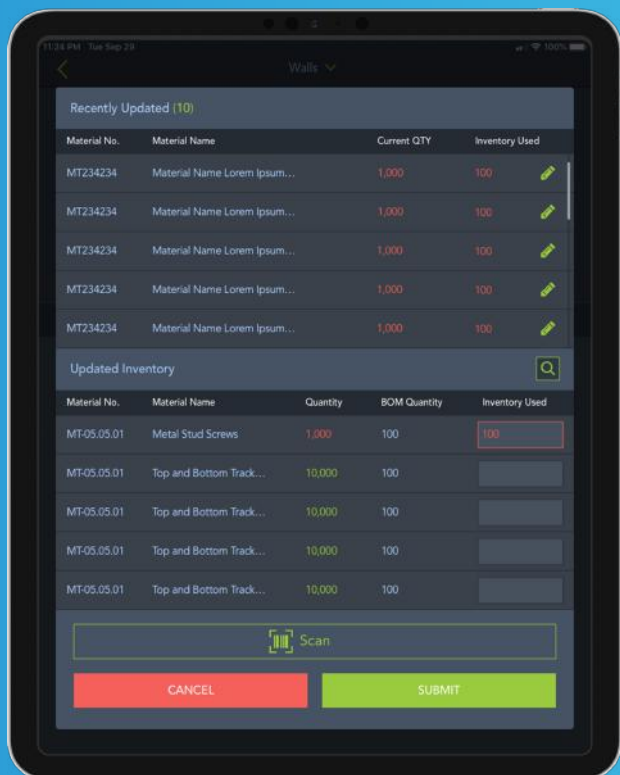 11:24 PM Tue Sep 29 100%
Walls
Recently Updated (10)
Material No. Material Name Current QTY Inventory Used
MT234234 Material Name Lorem Ipsum... 1,000 100
MT234234 Material Name Lorem Ipsum... 1,000 100
MT234234 Material Name Lorem Ipsum... 1,000 100
MT234234 Material Name Lorem Ipsum... 1,000 100
MT234234 Material Name Lorem Ipsum... 1,000 100
Updated Inventory
Material No. Material Name Quantity BOM Quantity Inventory Used
MT-05.05.01 Metal Stud Screws 1,000 100 100
MT-05.05.01 Top and Bottom Track... 10,000 100
MT-05.05.01 Top and Bottom Track... 10,000 100
MT-05.05.01 Top and Bottom Track... 10,000 100
MT-05.05.01 Top and Bottom Track... 10,000 100
Scan
CANCEL SUBMIT